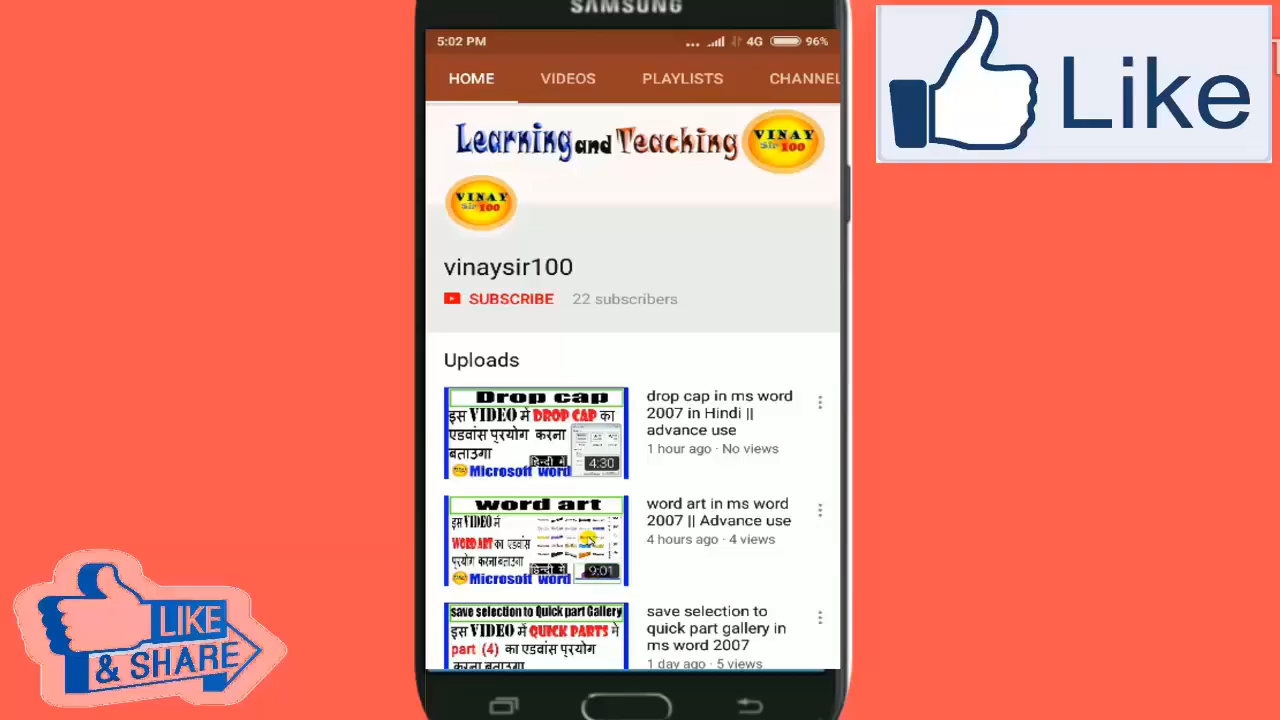 SAMSUNG
5:02 PM
4G
96%
HOME VIDEOS PLAYLISTS CHANNEL
Learning and Teaching
VINAY
Sir 100
VINAY
Sir 100
vinaysir100
SUBSCRIBE 22 subscribers
Uploads
Drop cap
इस VIDEO में DROP CAP का
एडवांस प्रयोग करना
बताउगा
हिन्दी में
4:30
Microsoft word
drop cap in ms word
2007 in Hindi ||
advance use
1 hour ago · No views
word art
इस VIDEO में
WORD ART का एडवांस
प्रयोग करना बताउगा
हिन्दी में
9:01
Microsoft word
word art in ms word
2007 || Advance use
4 hours ago · 4 views
save selection to Quick part Gallery
इस VIDEO में QUICK PARTS मे
part (4) का एडवांस प्रयोग
करना बताउगा
save selection to
quick part gallery in
ms word 2007
1 day ago · 5 views
Like
LIKE
& SHARE